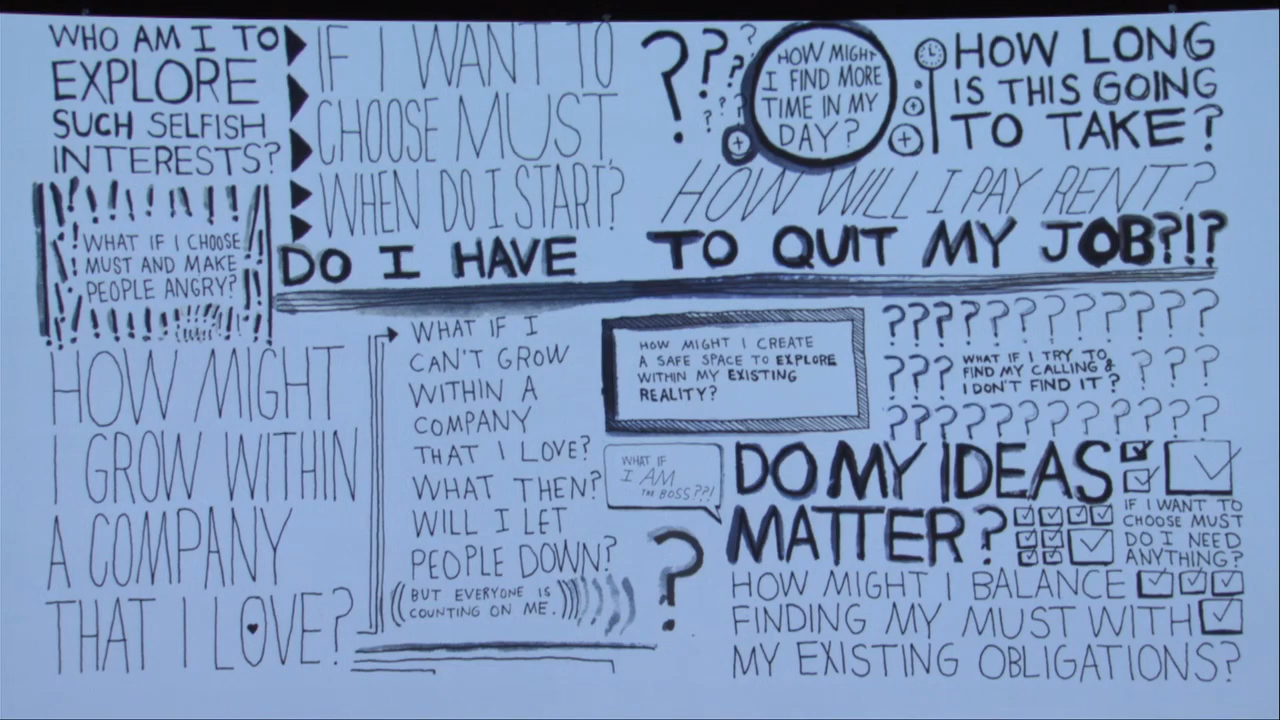 WHO AM I TO
EXPLORE
SUCH SELFISH
INTERESTS?
IF I WANT TO
CHOOSE MUST,
WHEN DO I START?
? ? ? ? ? ? ? ?
HOW MIGHT
I FIND MORE
TIME IN MY
DAY?
HOW LONG
IS THIS GOING
TO TAKE?
HOW WILL I PAY RENT?
WHAT IF I CHOOSE
MUST AND MAKE
PEOPLE ANGRY?
DO I HAVE TO QUIT MY JOB?!?
HOW MIGHT
I GROW WITHIN
A COMPANY
THAT I LOVE?
WHAT IF I
CAN'T GROW
WITHIN A
COMPANY
THAT I LOVE?
WHAT THEN?
WILL I LET
PEOPLE DOWN?
(( BUT EVERYONE IS
COUNTING ON ME. )))
HOW MIGHT I CREATE
A SAFE SPACE TO EXPLORE
WITHIN MY EXISTING
REALITY?
? ? ? ? ? ? ? ? ? ? ? ?
WHAT IF I TRY TO
FIND MY CALLING &
I DON'T FIND IT?
? ? ? ? ? ? ? ? ? ? ? ?
WHAT IF
I AM
THE BOSS??!
?
DO MY IDEAS
MATTER?
IF I WANT TO
CHOOSE MUST
DO I NEED
ANYTHING?
HOW MIGHT I BALANCE
FINDING MY MUST WITH
MY EXISTING OBLIGATIONS?